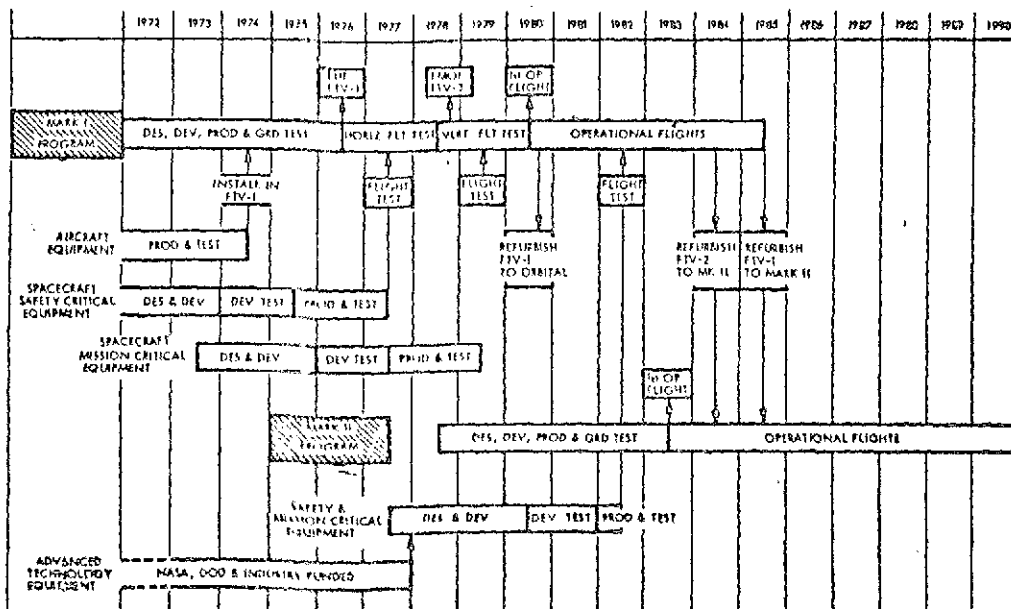 1972 1973 1974 1975 1976 1977 1978 1979 1980 1981 1982 1983 1984 1985 1986 1987 1988 1989 1990
FTV-1
FMOF
FTV-2
1st OP
FLIGHT
MARK I
PROGRAM
DES, DEV, PROD & GRD TEST
HORIZ FLT TEST
VERT FLT TEST
OPERATIONAL FLIGHTS
INSTALL IN
FTV-1
FLIGHT
TEST
FLIGHT
TEST
FLIGHT
TEST
AIRCRAFT
EQUIPMENT
PROD & TEST
REFURBISH
FTV-1
TO ORBITAL
REFURBISH
FTV-2
TO MK II
REFURBISH
FTV-1
TO MARK II
SPACECRAFT
SAFETY CRITICAL
EQUIPMENT
DES & DEV
DEV TEST
PROD & TEST
SPACECRAFT
MISSION CRITICAL
EQUIPMENT
DES & DEV
DEV TEST
PROD & TEST
1st OP
FLIGHT
MARK II
PROGRAM
DES, DEV, PROD & GRD TEST
OPERATIONAL FLIGHTS
SAFETY &
MISSION CRITICAL
EQUIPMENT
DES & DEV
DEV TEST
PROD & TEST
ADVANCED
TECHNOLOGY
EQUIPMENT
NASA, DOD & INDUSTRY FUNDED